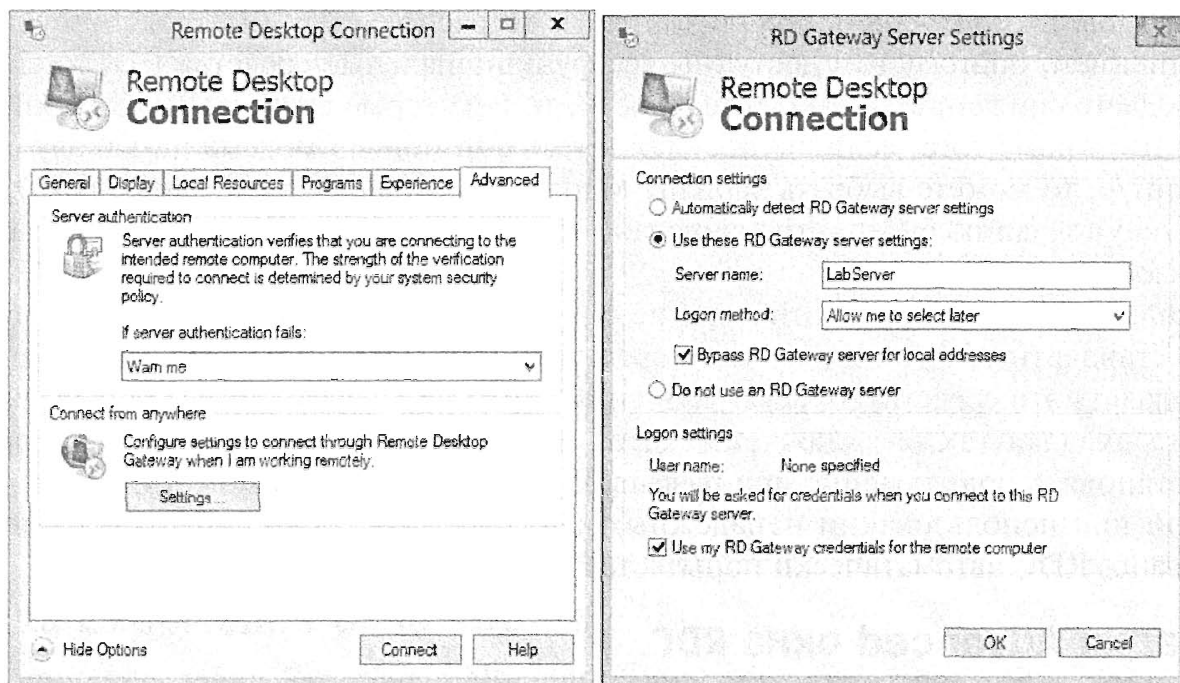 Remote Desktop Connection
Remote Desktop
Connection
General Display Local Resources Programs Experience Advanced
Server authentication
Server authentication verifies that you are connecting to the
intended remote computer. The strength of the verification
required to connect is determined by your system security
policy.
If server authentication fails:
Warn me
Connect from anywhere
Configure settings to connect through Remote Desktop
Gateway when I am working remotely.
Settings...
Hide Options
Connect
Help
RD Gateway Server Settings
Remote Desktop
Connection
Connection settings
Automatically detect RD Gateway server settings
Use these RD Gateway server settings:
Server name: LabServer
Logon method: Allow me to select later
Bypass RD Gateway server for local addresses
Do not use an RD Gateway server
Logon settings
User name: None specified
You will be asked for credentials when you connect to this RD
Gateway server.
Use my RD Gateway credentials for the remote computer
OK
Cancel